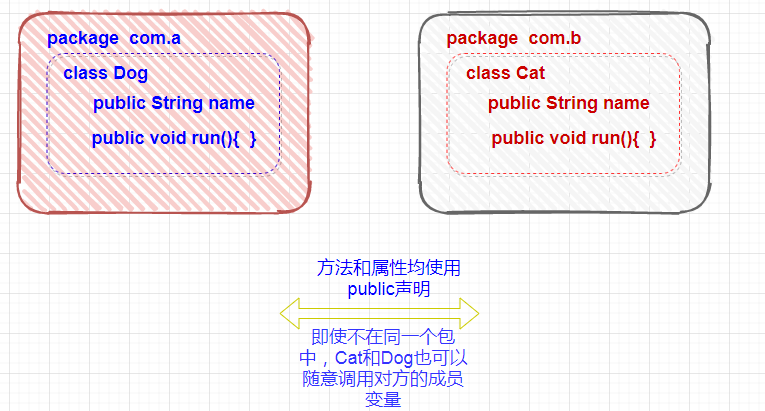 package com.a
class Dog
public String name
public void run(){ }
package com.b
class Cat
public String name
public void run(){ }
方法和属性均使用
public声明
即使不在同一个包
中，Cat和Dog也可以
随意调用对方的成员
变量